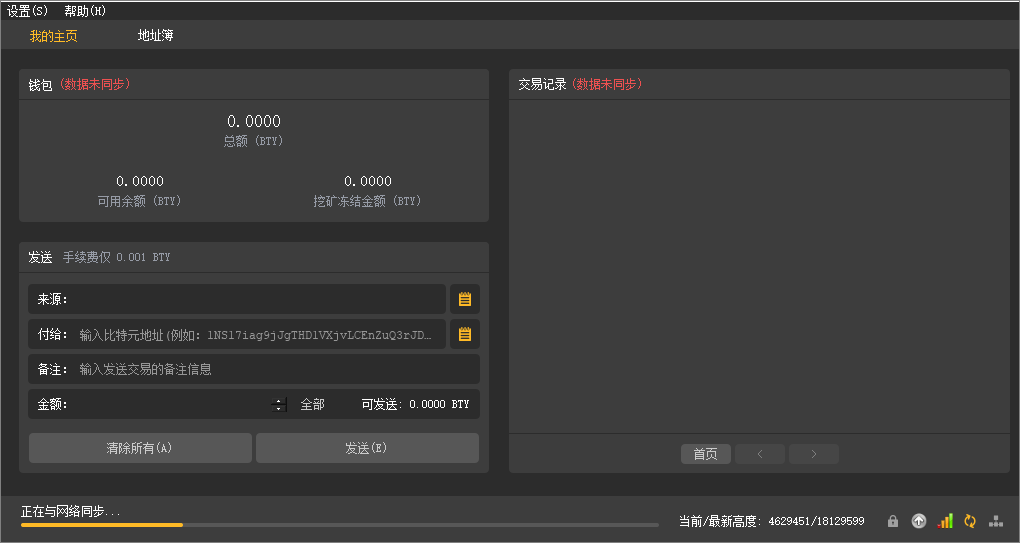 设置(S) 帮助(H)
我的主页 地址簿
钱包 (数据未同步)
0.0000
总额 (BTY)
0.0000 0.0000
可用余额 (BTY) 挖矿冻结金额 (BTY)
发送 手续费仅 0.001 BTY
来源:
付给: 输入比特元地址(例如: 1NS17iag9jJgTHD1VXjvLCEnZuQ3rJD...
备注: 输入发送交易的备注信息
金额: 全部 可发送: 0.0000 BTY
清除所有(A) 发送(E)
交易记录 (数据未同步)
首页 < >
正在与网络同步...
当前/最新高度: 4629451/18129599